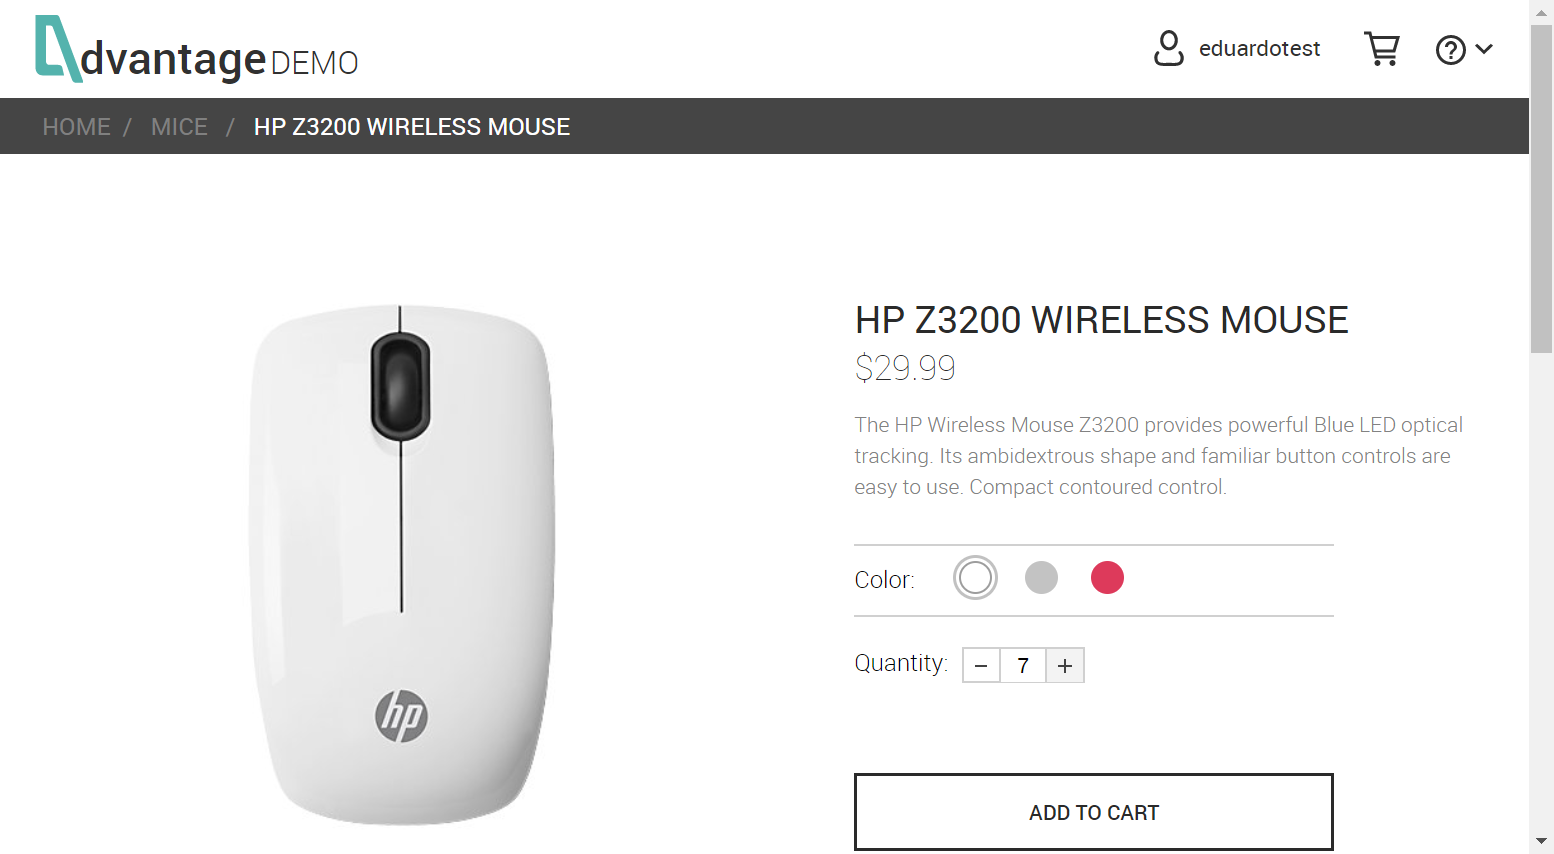 dvantage DEMO
eduardotest
HOME / MICE / HP Z3200 WIRELESS MOUSE
HP Z3200 WIRELESS MOUSE
$29.99
The HP Wireless Mouse Z3200 provides powerful Blue LED optical
tracking. Its ambidextrous shape and familiar button controls are
easy to use. Compact contoured control.
Color:
Quantity: − 7 +
hp
ADD TO CART